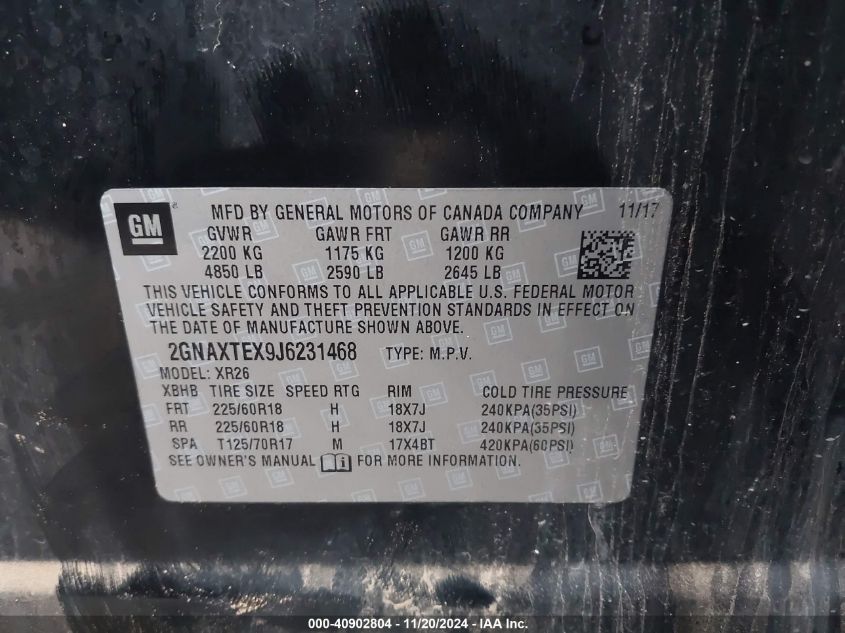 GM ® MFD BY GENERAL MOTORS OF CANADA COMPANY 11/17
GVWR GAWR FRT GAWR RR
2200 KG 1175 KG 1200 KG
4850 LB 2590 LB 2645 LB
THIS VEHICLE CONFORMS TO ALL APPLICABLE U.S. FEDERAL MOTOR
VEHICLE SAFETY AND THEFT PREVENTION STANDARDS IN EFFECT ON
THE DATE OF MANUFACTURE SHOWN ABOVE.
2GNAXTEX9J6231468 TYPE: M.P.V.
MODEL: XR26
XBHB TIRE SIZE SPEED RTG RIM COLD TIRE PRESSURE
FRT 225/60R18 H 18X7J 240KPA(35PSI)
RR 225/60R18 H 18X7J 240KPA(35PSI)
SPA T125/70R17 M 17X4BT 420KPA(60PSI)
SEE OWNER'S MANUAL i FOR MORE INFORMATION.
000-40902804 - 11/20/2024 - IAA Inc.